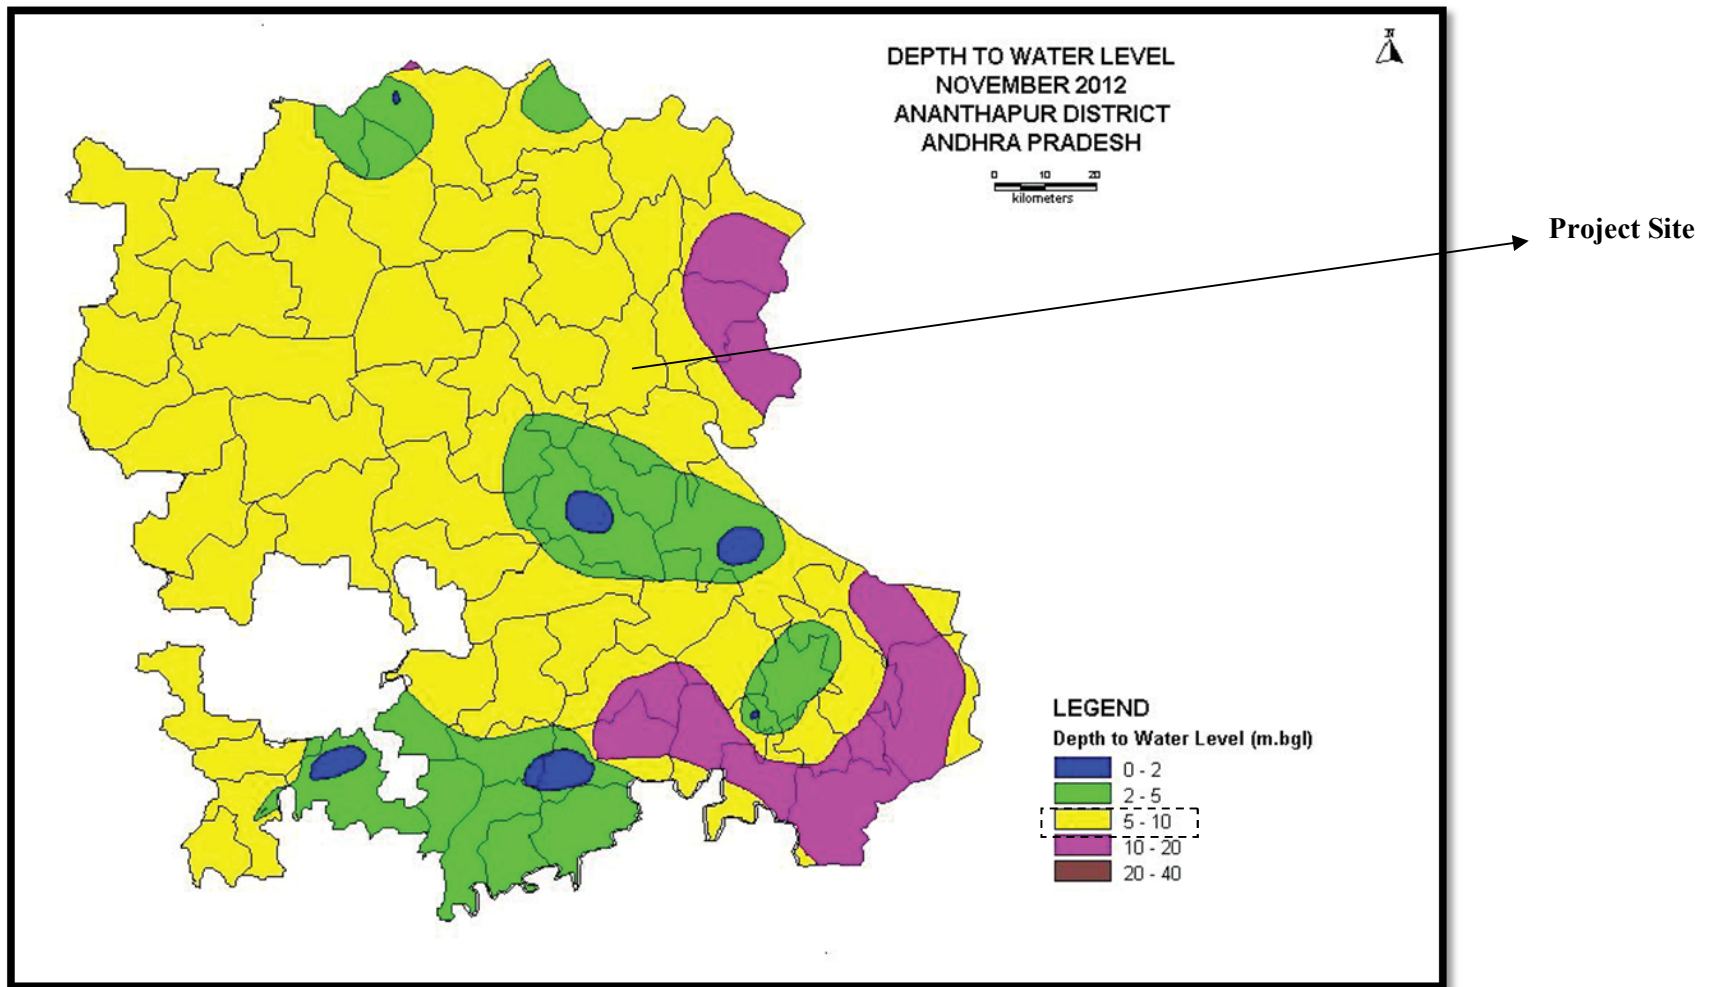 DEPTH TO WATER LEVEL
NOVEMBER 2012
ANANTHAPUR DISTRICT
ANDHRA PRADESH
N
0 10 20
kilometers
Project Site
LEGEND
Depth to Water Level (m.bgl)
0 - 2
2 - 5
5 - 10
10 - 20
20 - 40